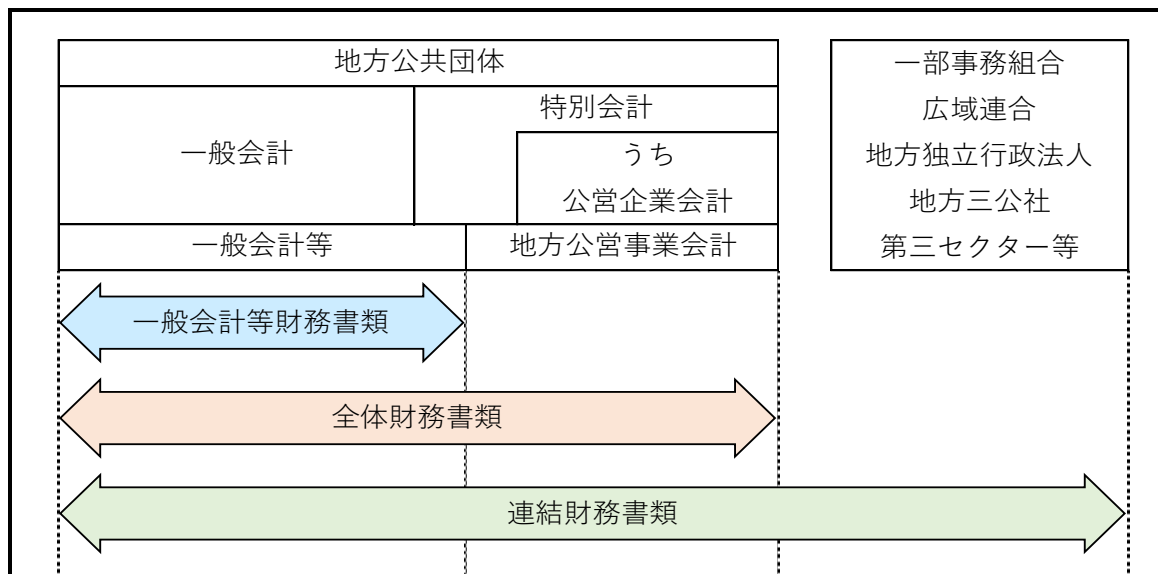 地方公共団体
一般会計
特別会計
うち
公営企業会計
一般会計等
地方公営事業会計
一部事務組合
広域連合
地方独立行政法人
地方三公社
第三セクター等
一般会計等財務書類
全体財務書類
連結財務書類